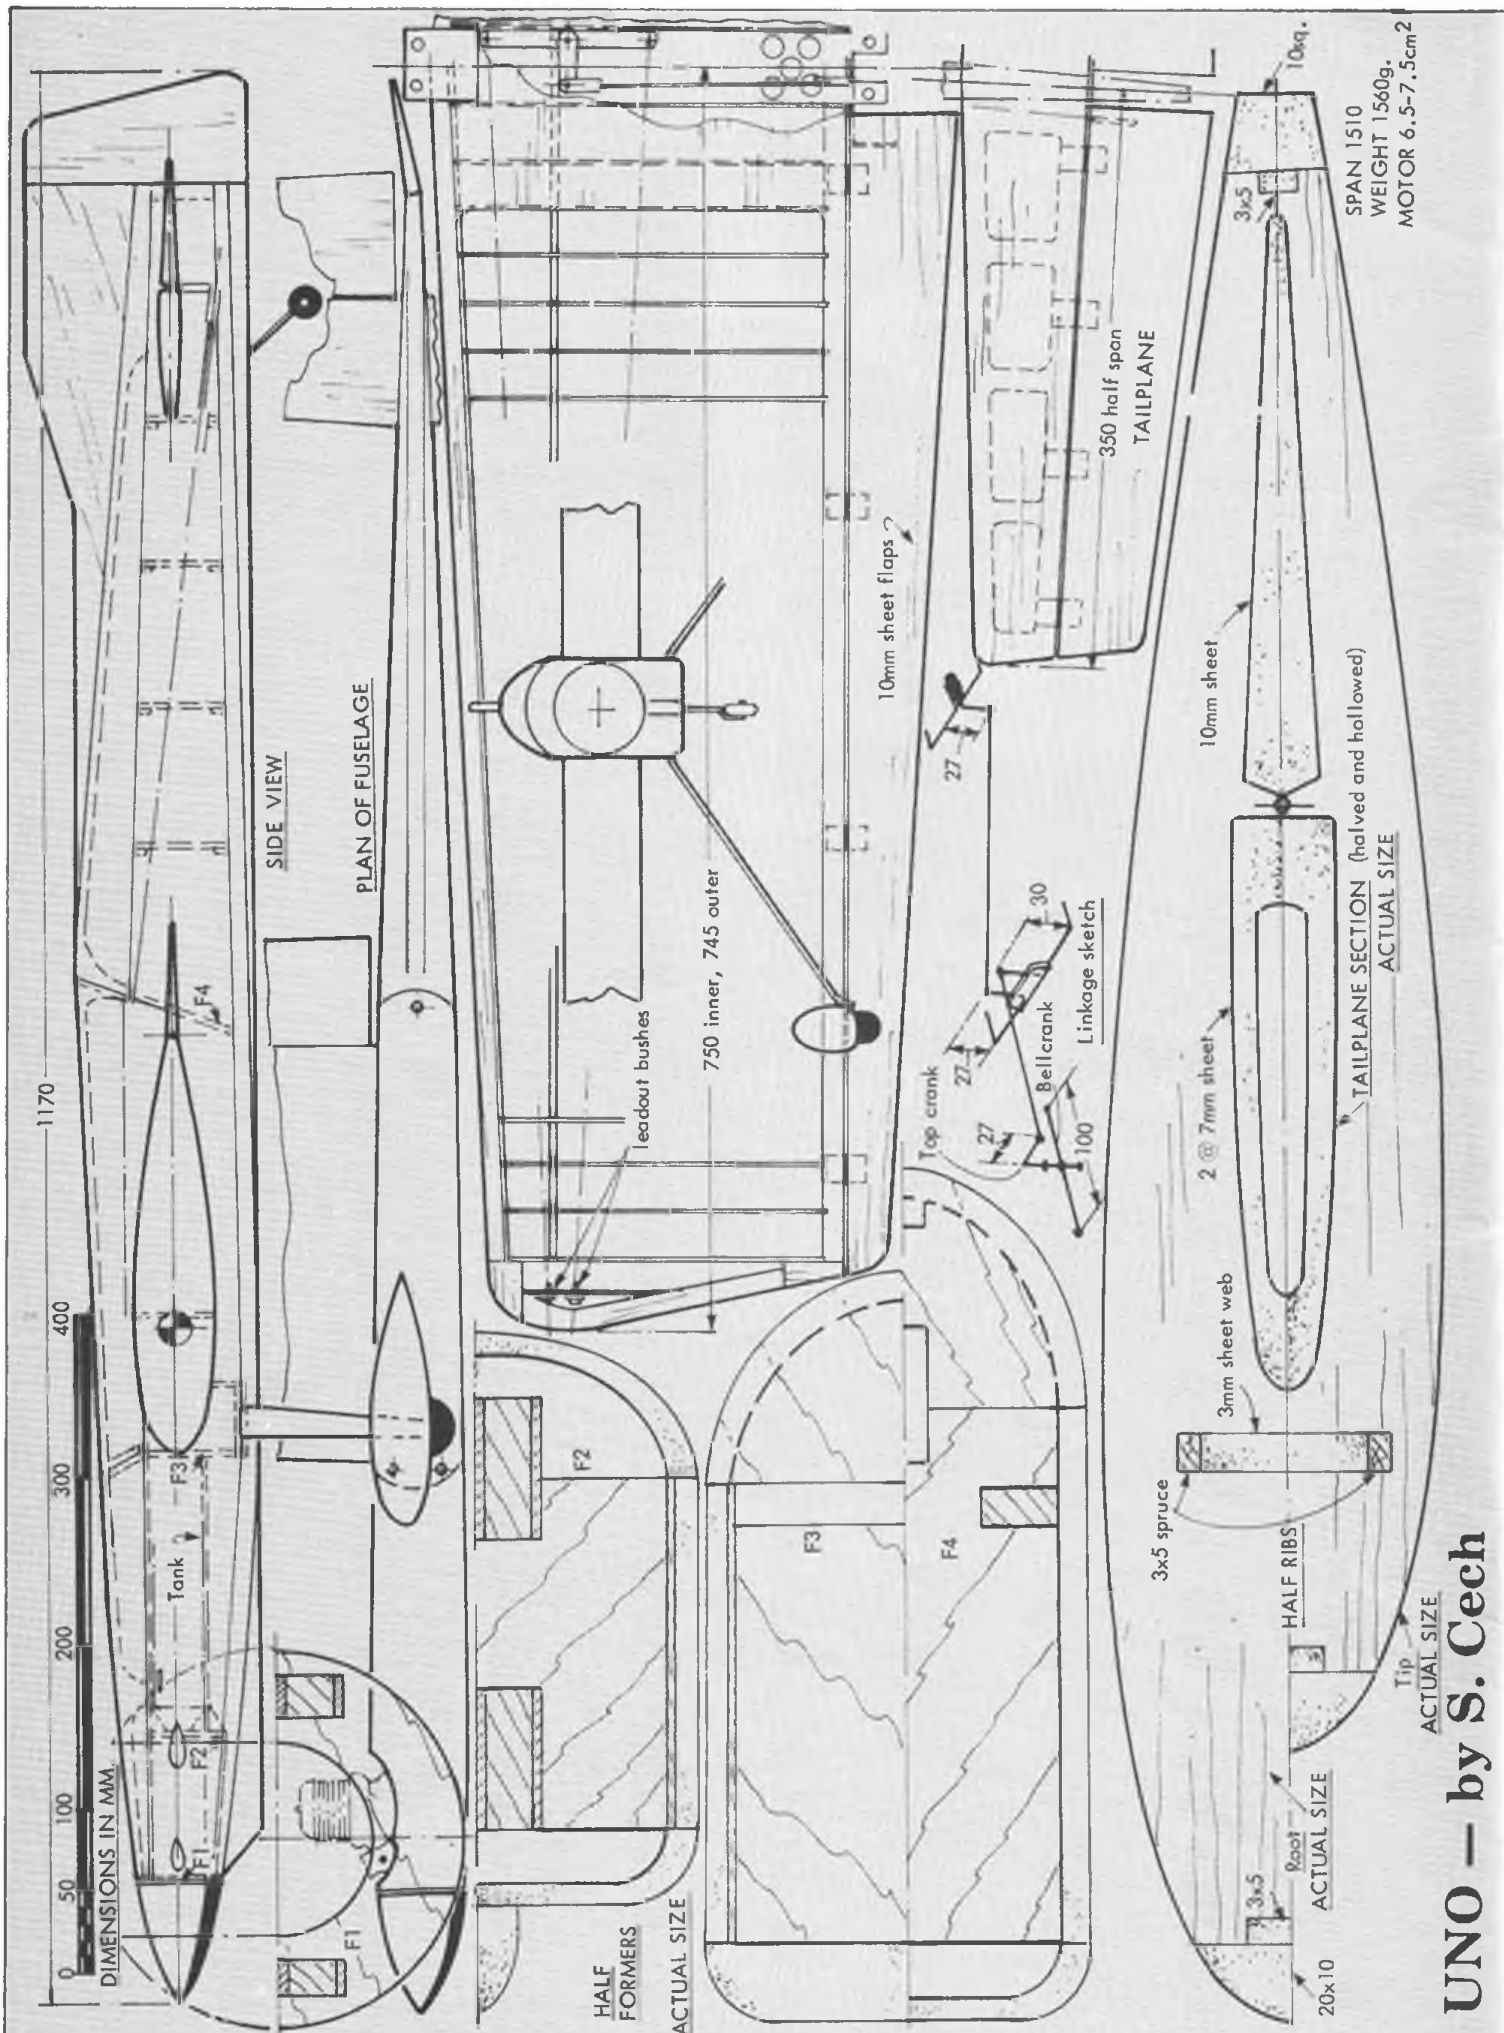 1170
0 50 100 200 300 400
DIMENSIONS IN MM.
F1
F2
Tank
F3
F4
SIDE VIEW
PLAN OF FUSELAGE
F1
F2
HALF
FORMERS
ACTUAL SIZE
F3
F4
leadout bushes
750 inner, 745 outer
10mm sheet flaps ?
Top crank
27
100
Bellcrank
27
30
Linkage sketch
27
350 half span
TAILPLANE
10sq.
3x5
SPAN 1510
WEIGHT 1560g.
MOTOR 6.5-7.5cm2
10mm sheet
2 @ 7mm sheet
TAILPLANE SECTION (halved and hollowed)
ACTUAL SIZE
3mm sheet web
3x5 spruce
HALF RIBS
Tip
ACTUAL SIZE
Root
ACTUAL SIZE
3x5
20x10
UNO — by S. Cech